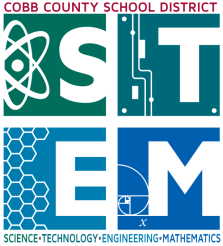 COBB COUNTY SCHOOL DISTRICT
S T
E M
x
SCIENCE•TECHNOLOGY•ENGINEERING•MATHEMATICS